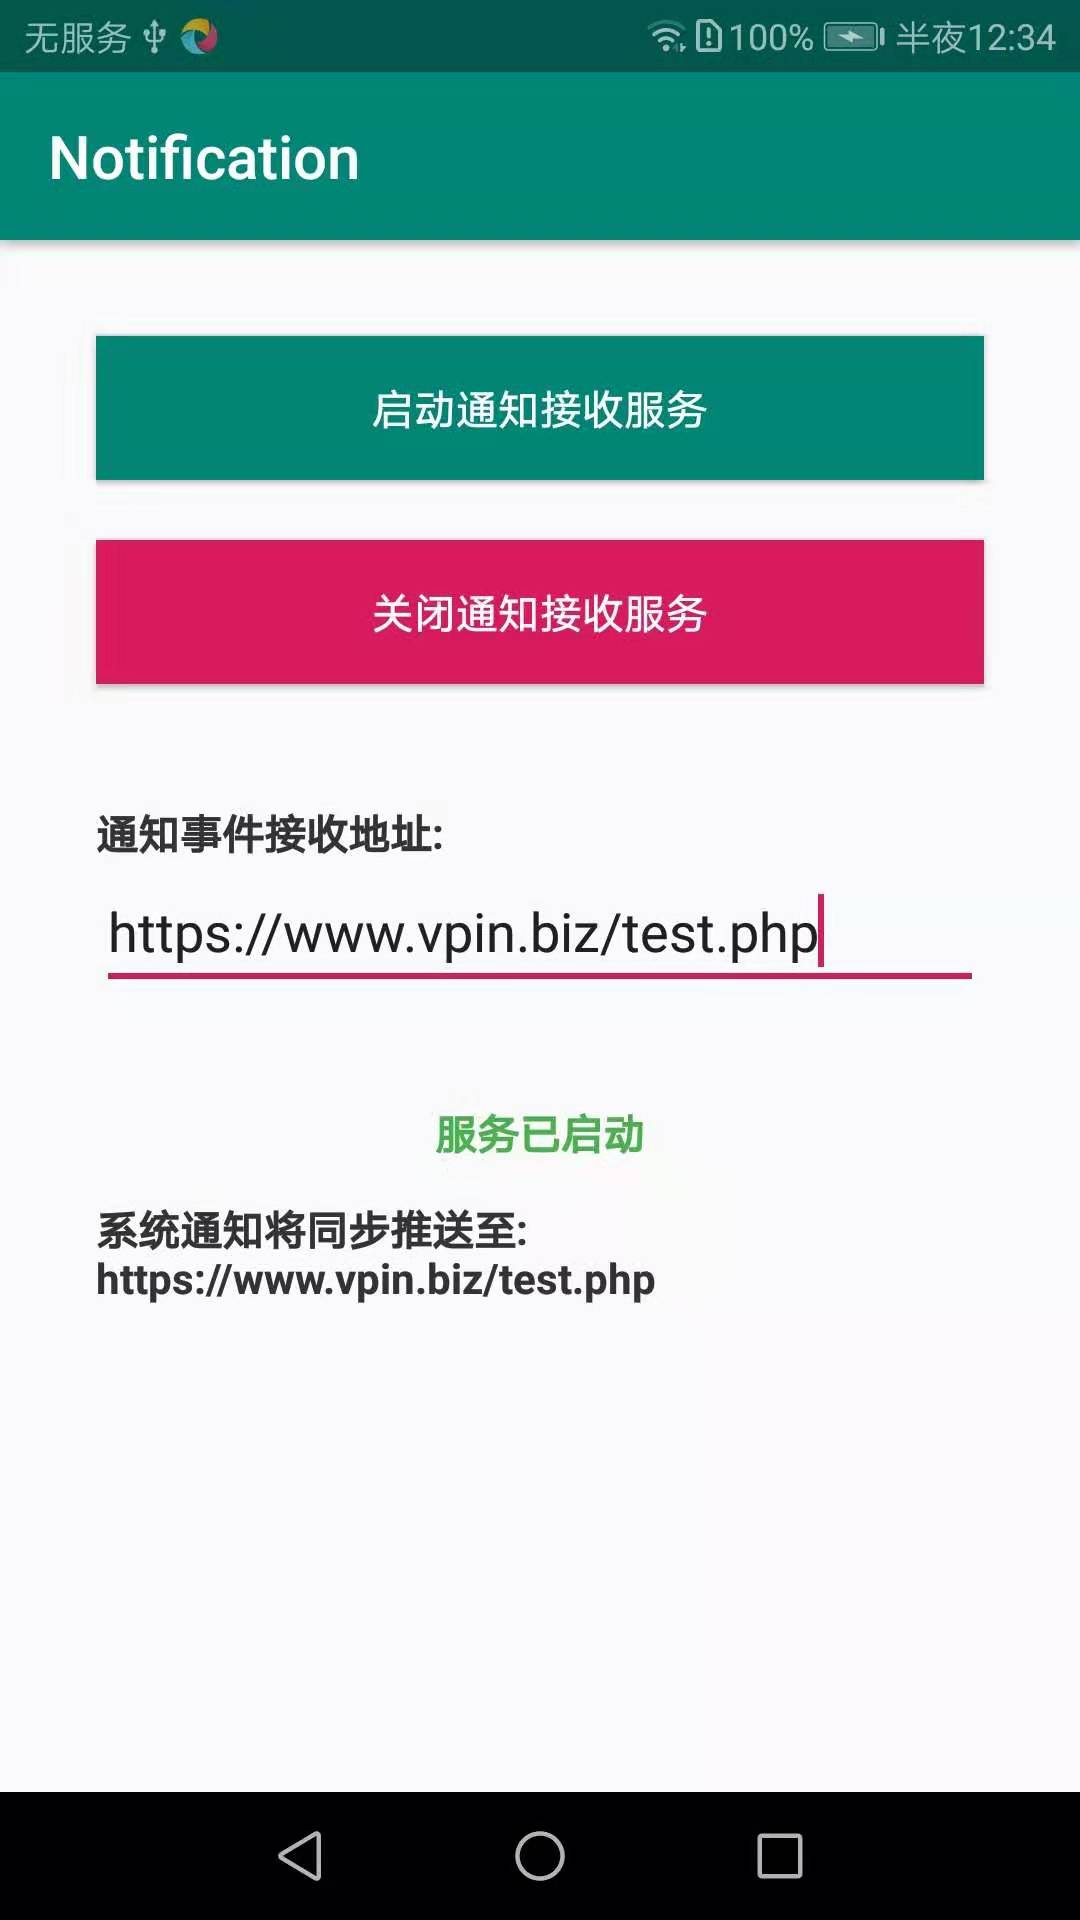 无服务 100% 半夜12:34
Notification
启动通知接收服务
关闭通知接收服务
通知事件接收地址:
https://www.vpin.biz/test.php
服务已启动
系统通知将同步推送至:
https://www.vpin.biz/test.php